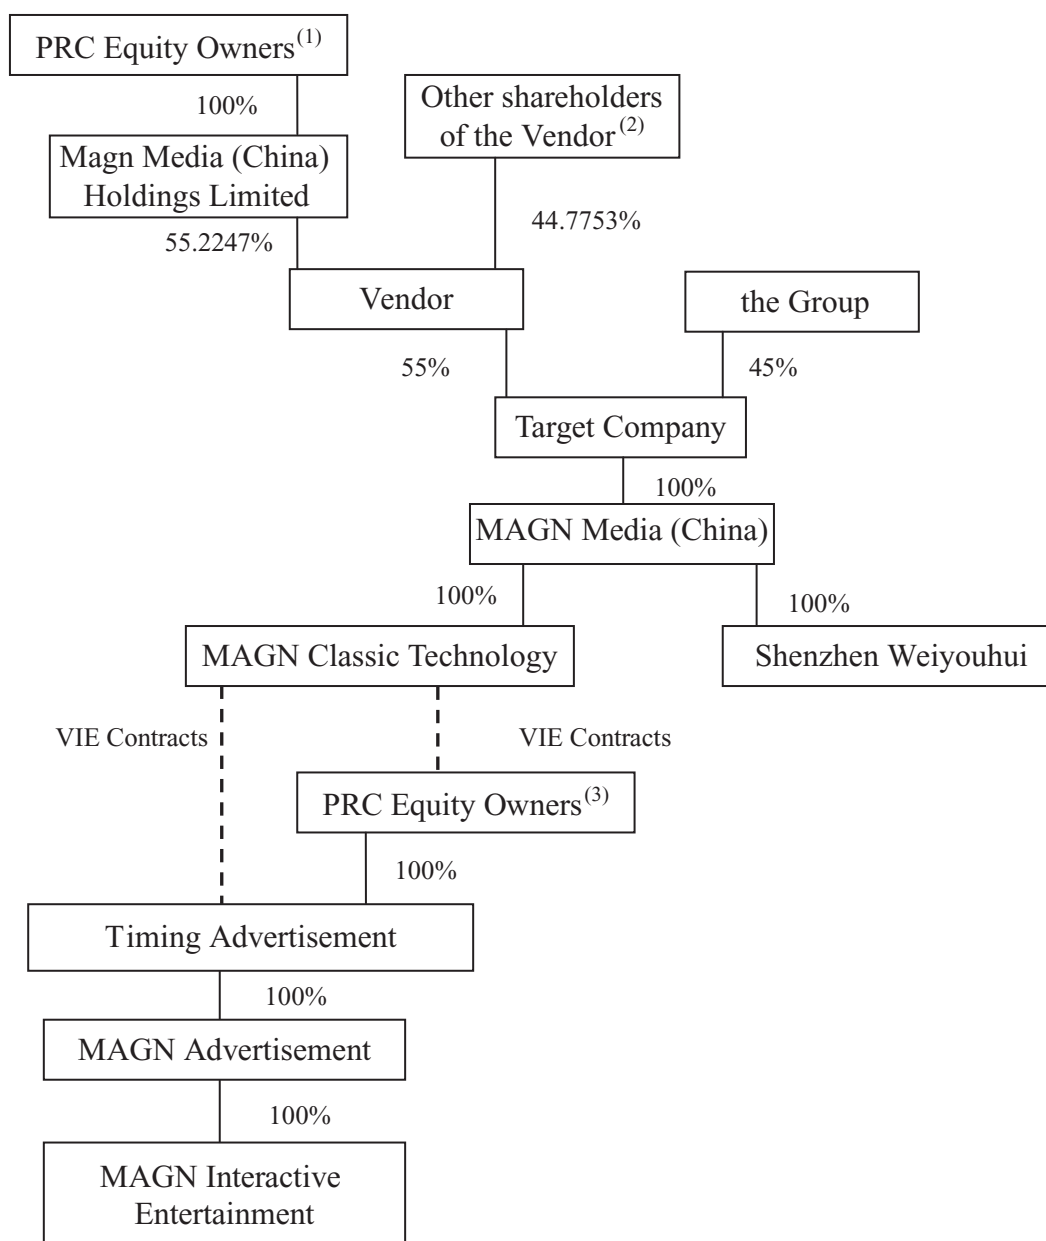 PRC Equity Owners(1)
100%
Other shareholders
of the Vendor(2)
Magn Media (China)
Holdings Limited
55.2247%
44.7753%
Vendor
the Group
55%
45%
Target Company
100%
MAGN Media (China)
100%
100%
MAGN Classic Technology
Shenzhen Weiyouhui
VIE Contracts
VIE Contracts
PRC Equity Owners(3)
100%
Timing Advertisement
100%
MAGN Advertisement
100%
MAGN Interactive
Entertainment